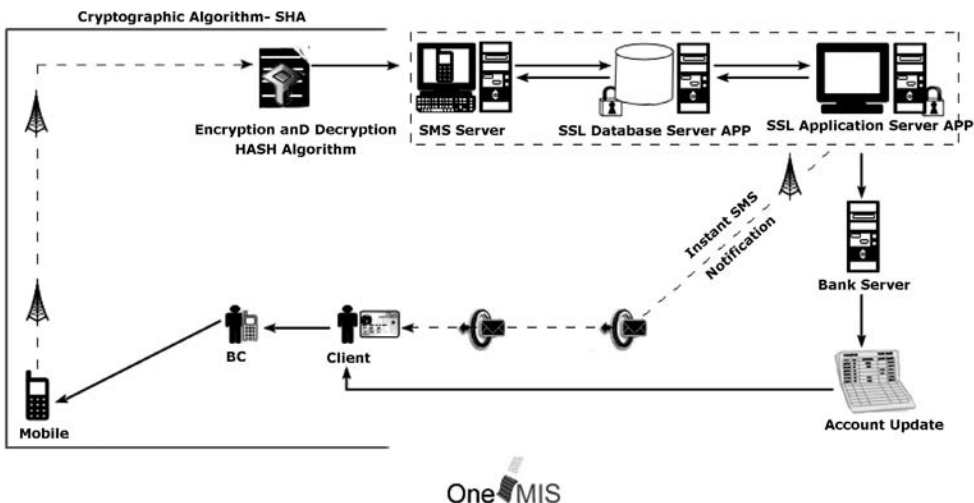 Cryptographic Algorithm- SHA
Encryption anD Decryption
HASH Algorithm
SMS Server
SSL Database Server APP
SSL Application Server APP
Instant SMS
Notification
Bank Server
BC
Client
Mobile
Account Update
One MIS